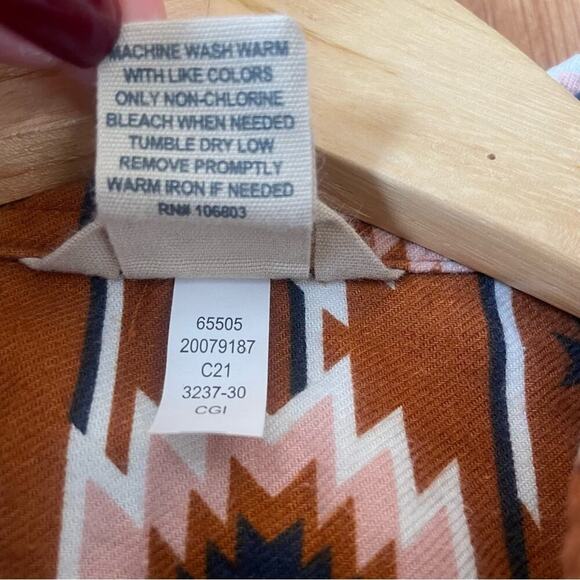 MACHINE WASH WARM
WITH LIKE COLORS
ONLY NON-CHLORINE
BLEACH WHEN NEEDED
TUMBLE DRY LOW
REMOVE PROMPTLY
WARM IRON IF NEEDED
RN# 106803
65505
20079187
C21
3237-30
CGI